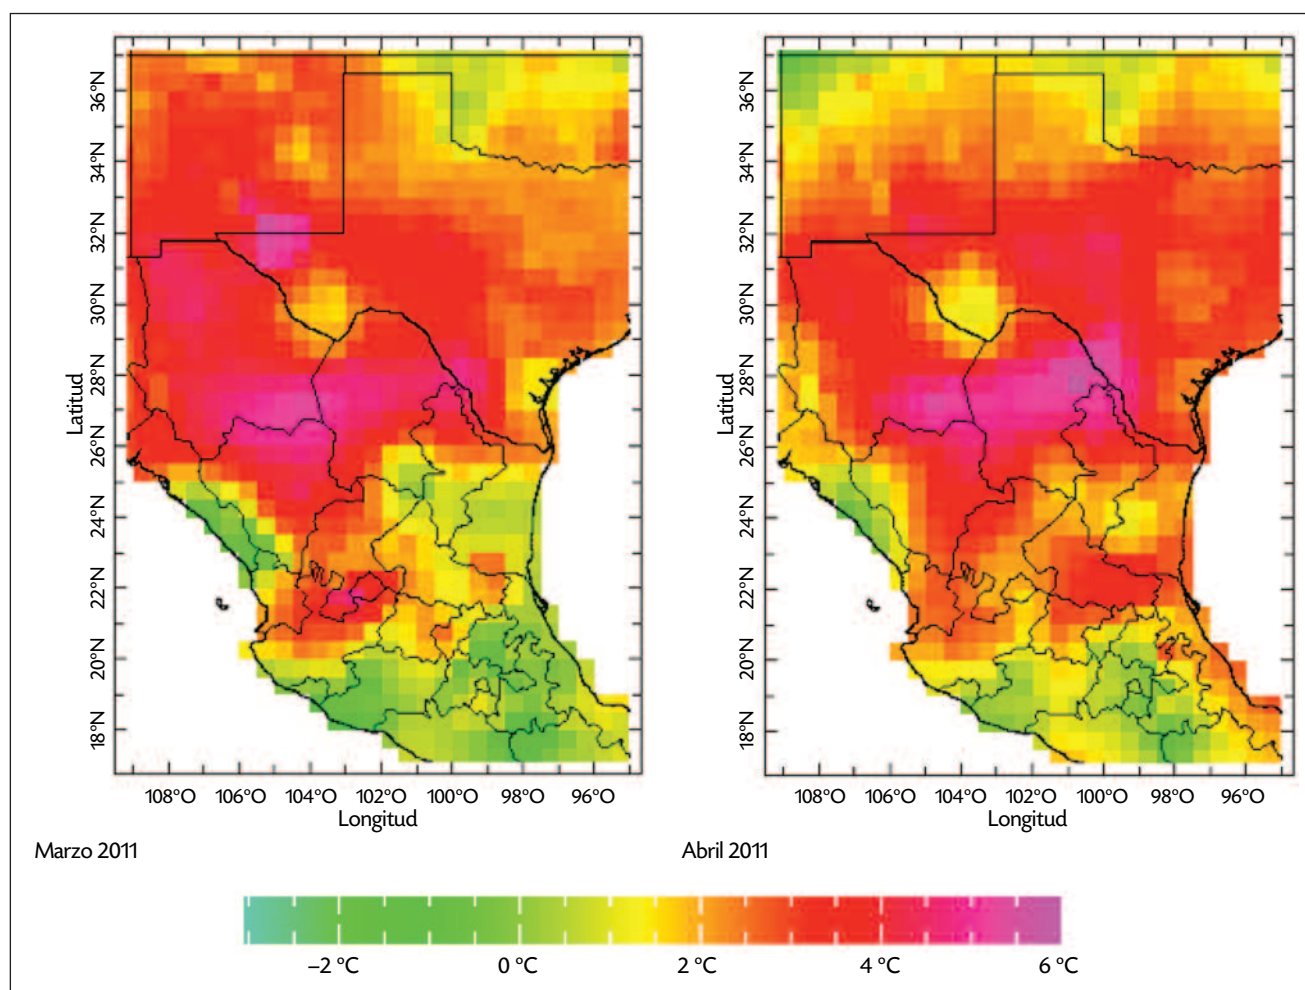 36°N
34°N
32°N
30°N
28°N
26°N
24°N
22°N
20°N
18°N
Latitud
108°O 106°O 104°O 102°O 100°O 98°O 96°O
Longitud
Marzo 2011
36°N
34°N
32°N
30°N
28°N
26°N
24°N
22°N
20°N
18°N
Latitud
108°O 106°O 104°O 102°O 100°O 98°O 96°O
Longitud
Abril 2011
–2 °C 0 °C 2 °C 4 °C 6 °C